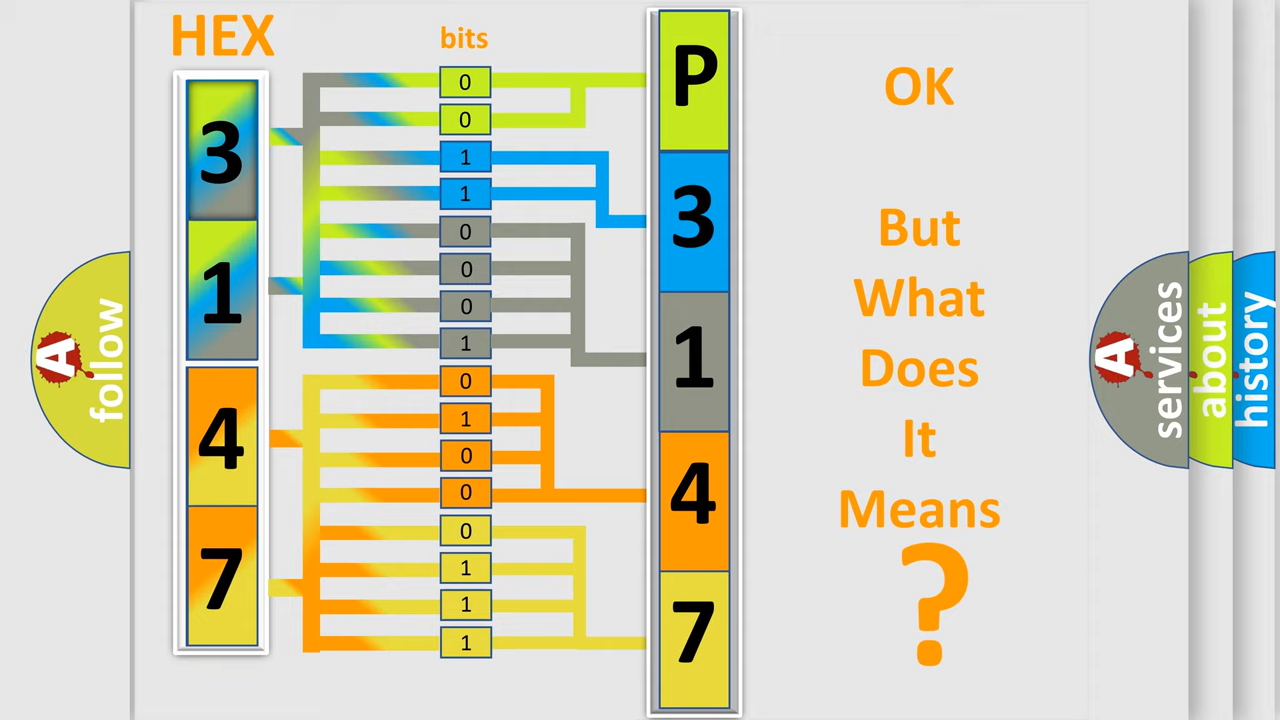 HEX
bits
3
1
4
7
0
0
1
1
0
0
0
1
0
1
0
0
0
1
1
1
P
3
1
4
7
OK
But
What
Does
It
Means
?
A
follow
A
services
about
history